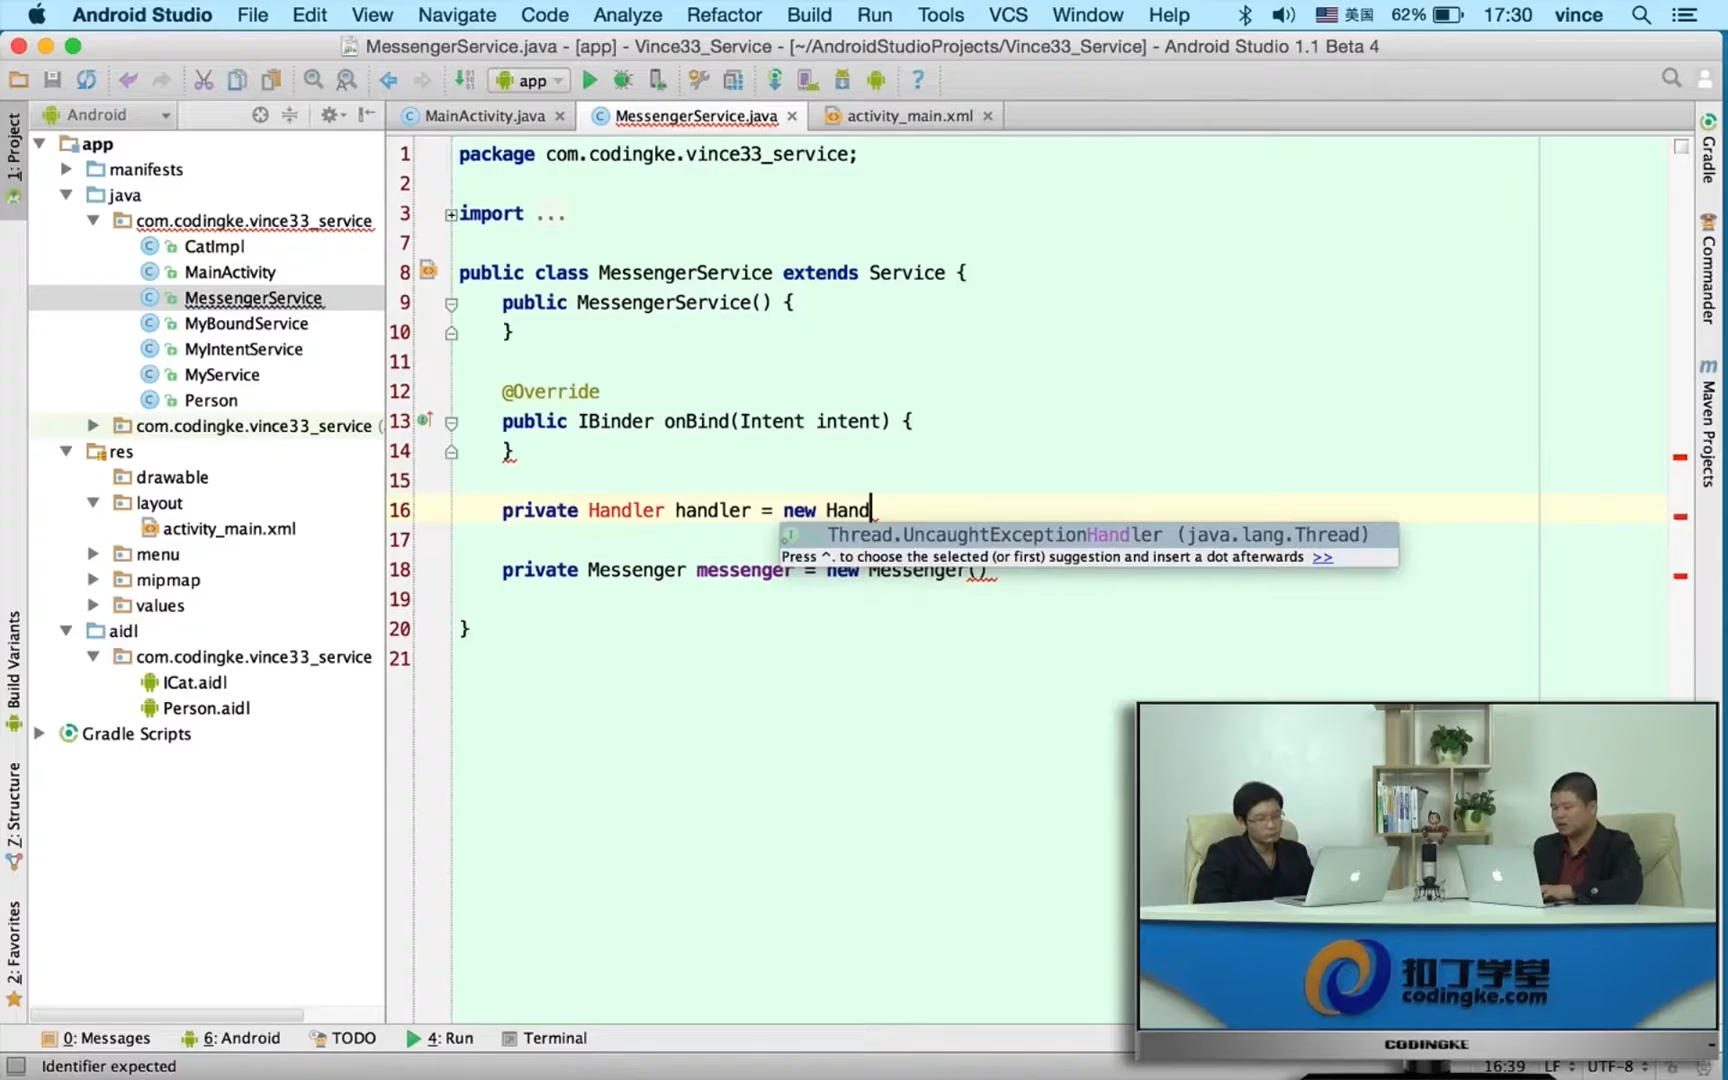 Android Studio File Edit View Navigate Code Analyze Refactor Build Run Tools VCS Window Help 美国 62% 17:30 vince
MessengerService.java - [app] - Vince33_Service - [~/AndroidStudioProjects/Vince33_Service] - Android Studio 1.1 Beta 4
app
Android
MainActivity.java
MessengerService.java
activity_main.xml
1: Project
Build Variants
Z: Structure
2: Favorites
app
manifests
java
com.codingke.vince33_service
CatImpl
MainActivity
MessengerService
MyBoundService
MyIntentService
MyService
Person
com.codingke.vince33_service (
res
drawable
layout
activity_main.xml
menu
mipmap
values
aidl
com.codingke.vince33_service
ICat.aidl
Person.aidl
Gradle Scripts
1 package com.codingke.vince33_service;
2
3 import ...
7
8 public class MessengerService extends Service {
9 public MessengerService() {
10 }
11
12 @Override
13 public IBinder onBind(Intent intent) {
14 }
15
16 private Handler handler = new Hand
Thread.UncaughtExceptionHandler (java.lang.Thread)
17
Press ^. to choose the selected (or first) suggestion and insert a dot afterwards >>
18 private Messenger messenger = new Messenger()
19
20 }
21
Gradle
Commander
Maven Projects
扣丁学堂
codingke.com
CODINGKE
0: Messages 6: Android TODO 4: Run Terminal
Identifier expected 16:39 LF UTF-8